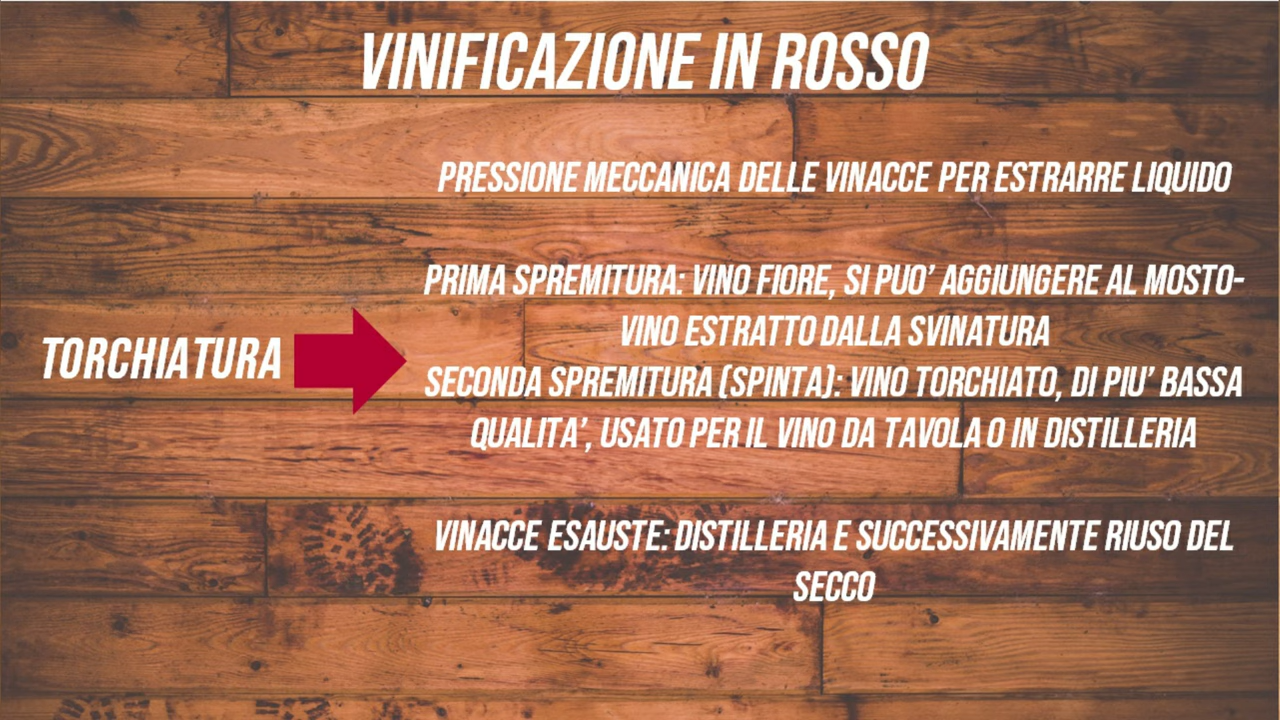 VINIFICAZIONE IN ROSSO
PRESSIONE MECCANICA DELLE VINACCE PER ESTRARRE LIQUIDO
TORCHIATURA
PRIMA SPREMITURA: VINO FIORE, SI PUO' AGGIUNGERE AL MOSTO-
VINO ESTRATTO DALLA SVINATURA
SECONDA SPREMITURA (SPINTA): VINO TORCHIATO, DI PIU' BASSA
QUALITA', USATO PER IL VINO DA TAVOLA O IN DISTILLERIA
VINACCE ESAUSTE: DISTILLERIA E SUCCESSIVAMENTE RIUSO DEL
SECCO